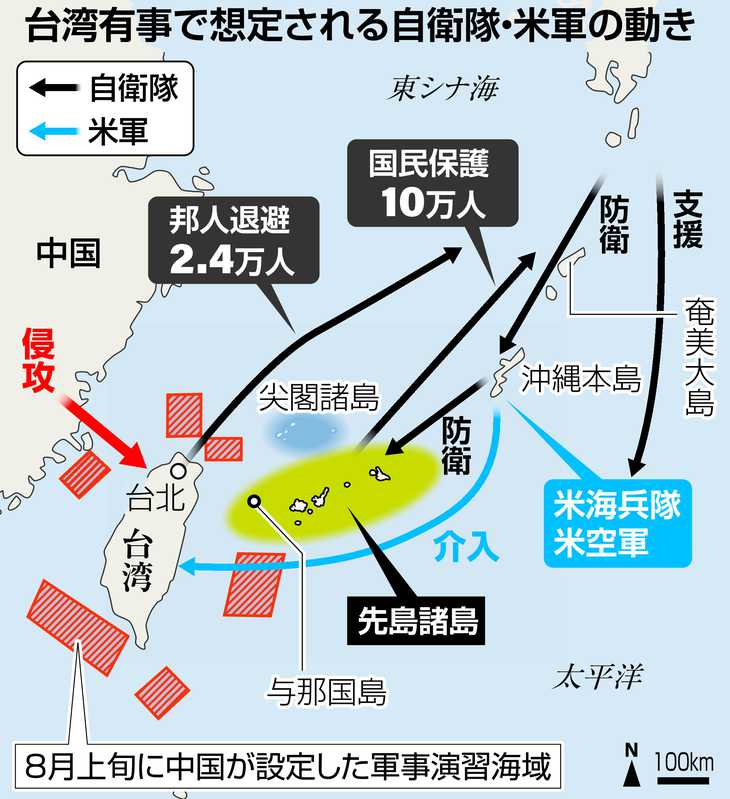 台湾有事で想定される自衛隊・米軍の動き
自衛隊
米軍
東シナ海
国民保護
10万人
邦人退避
2.4万人
中国
防衛
支援
奄美大島
侵攻
尖閣諸島
沖縄本島
防衛
台北
台湾
米海兵隊
米空軍
介入
先島諸島
与那国島
太平洋
8月上旬に中国が設定した軍事演習海域
N
100km